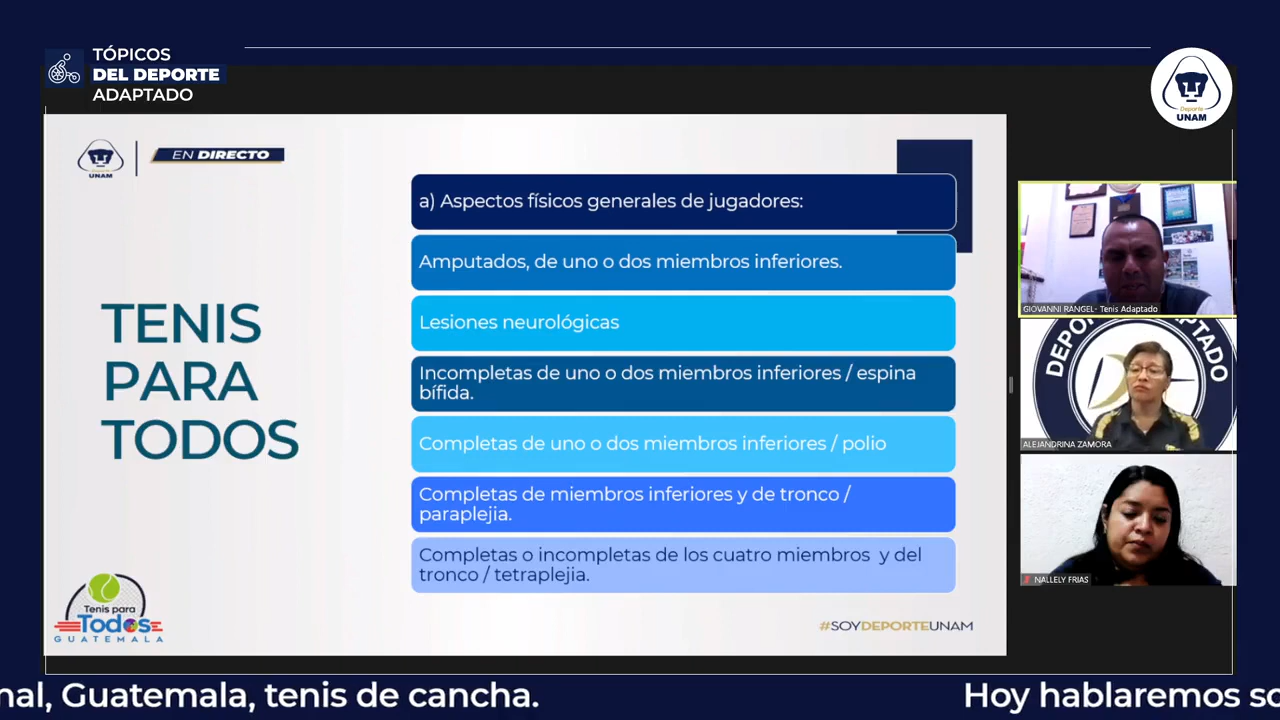 TÓPICOS
DEL DEPORTE
ADAPTADO
Deporte
UNAM
Deporte
UNAM
EN DIRECTO
a) Aspectos físicos generales de jugadores:
Amputados, de uno o dos miembros inferiores.
Lesiones neurológicas
Incompletas de uno o dos miembros inferiores / espina
bífida.
Completas de uno o dos miembros inferiores / polio
Completas de miembros inferiores y de tronco /
paraplejia.
Completas o incompletas de los cuatro miembros y del
tronco / tetraplejia.
TENIS
PARA
TODOS
Tenis para
Todos
GUATEMALA
#SOYDEPORTEUNAM
GIOVANNI RANGEL- Tenis Adaptado
ALEJANDRINA ZAMORA
NALLELY FRIAS
nal, Guatemala, tenis de cancha.
Hoy hablaremos so